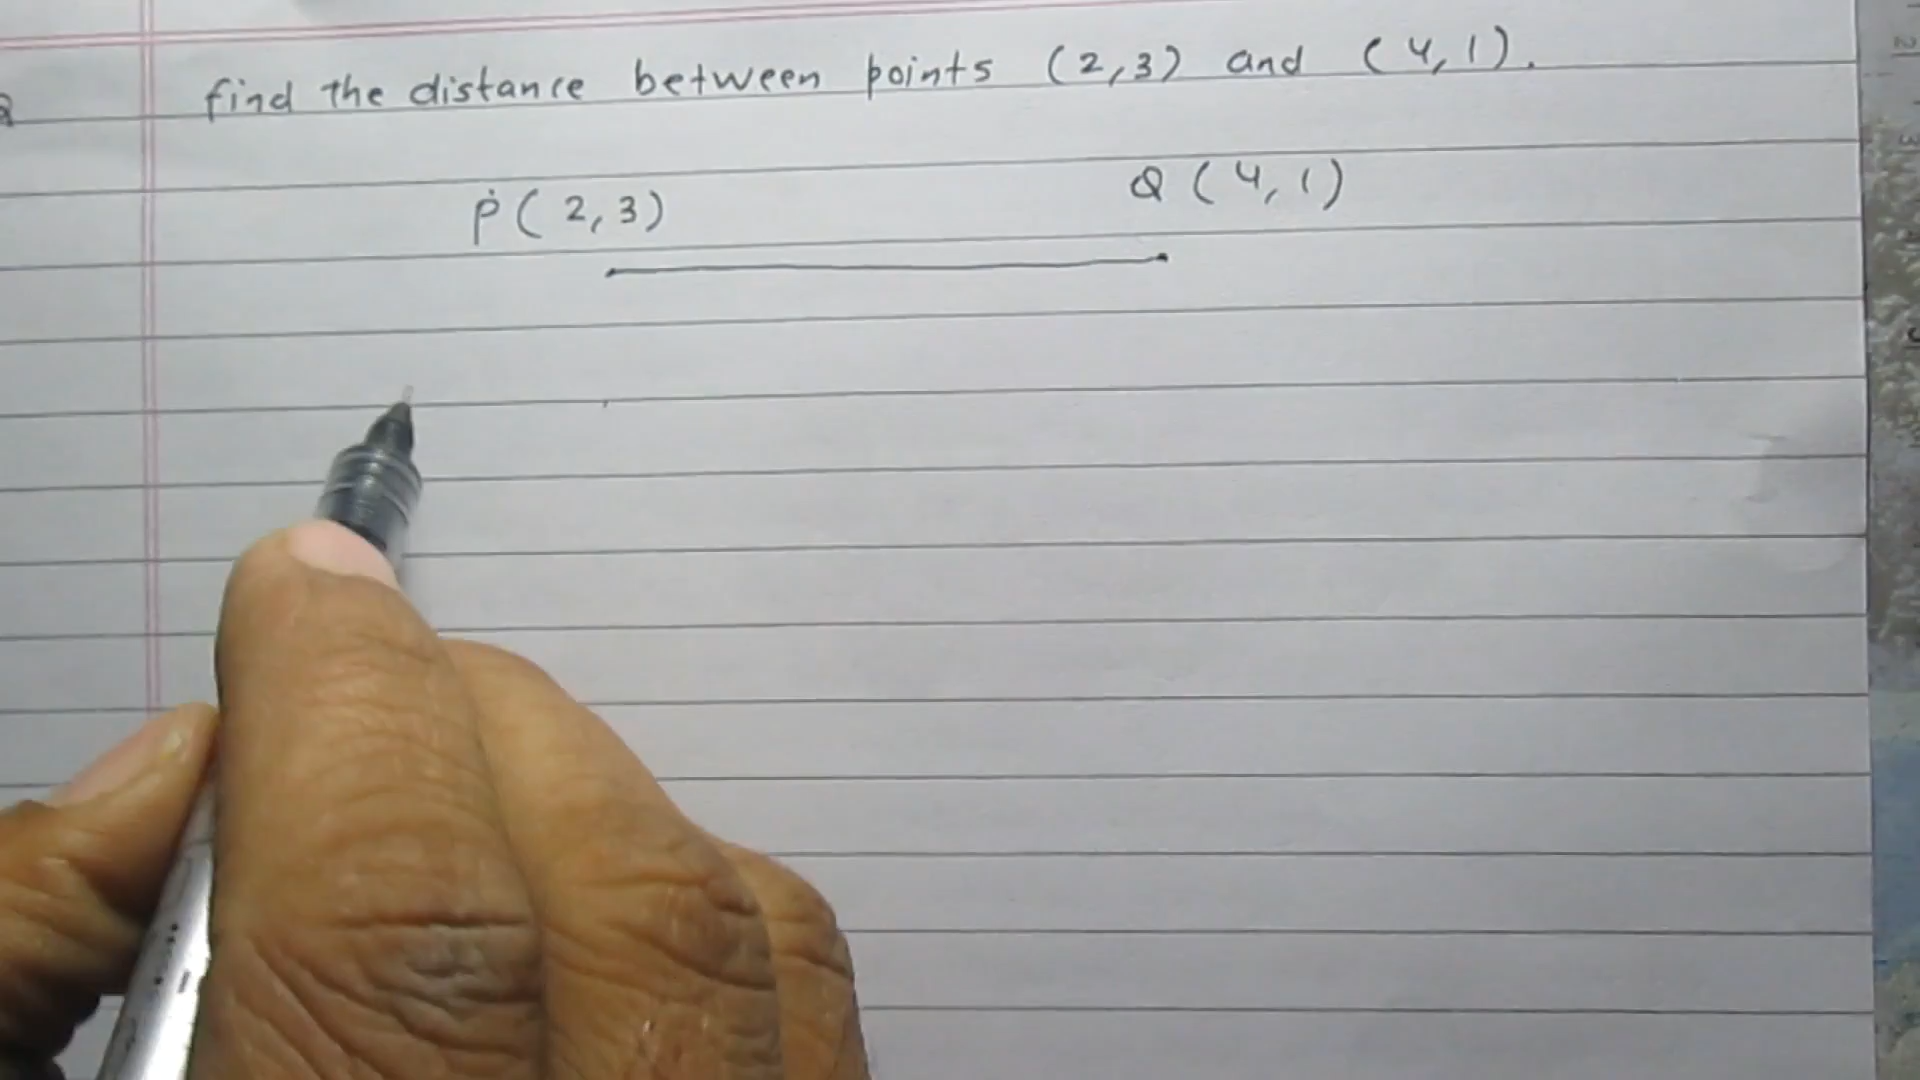 find the distance between points (2,3) and (4,1).
P(2,3) Q(4,1)